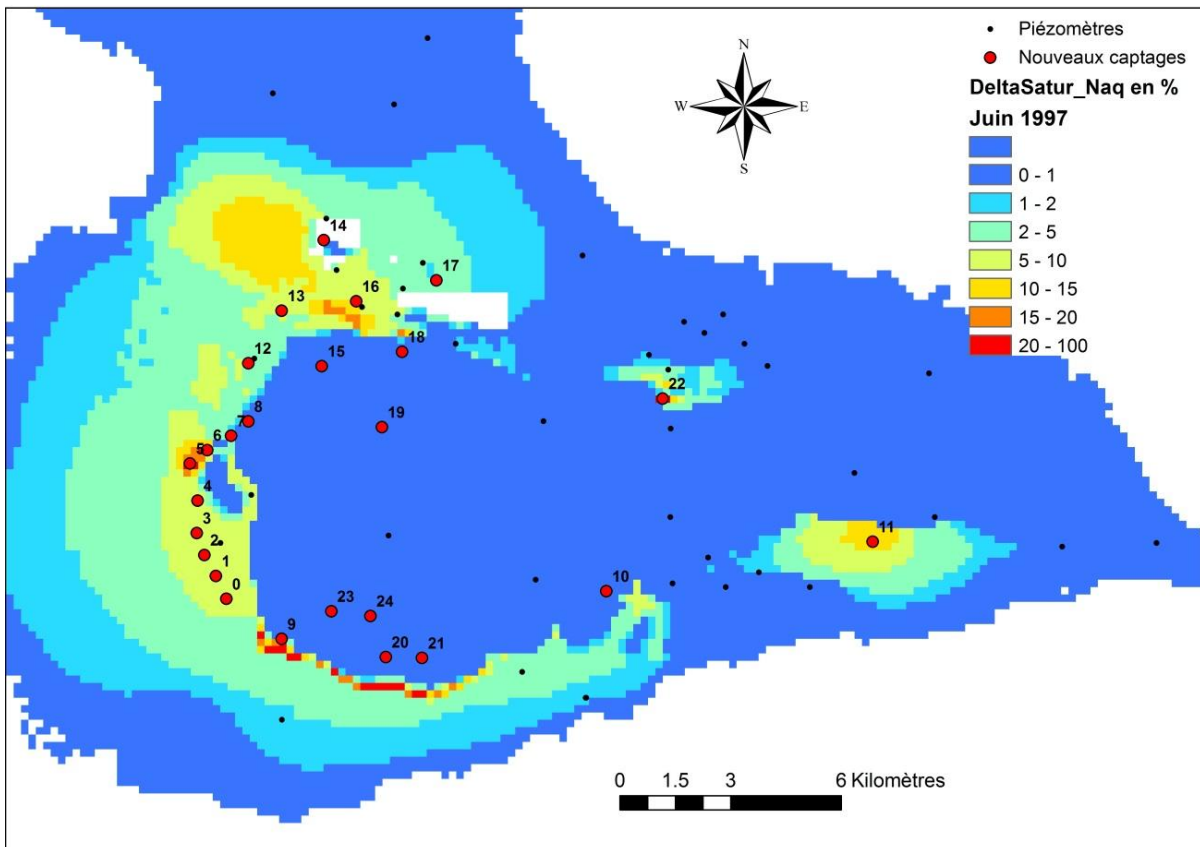 Piézomètres
Nouveaux captages
DeltaSatur_Naq en %
Juin 1997
0 - 1
1 - 2
2 - 5
5 - 10
10 - 15
15 - 20
20 - 100
N
W E
S
14
17
16
13
18
15
12
22
8
19
7
6
5
4
3
2
11
1
0
10
23
24
9
20
21
0 1.5 3 6 Kilomètres